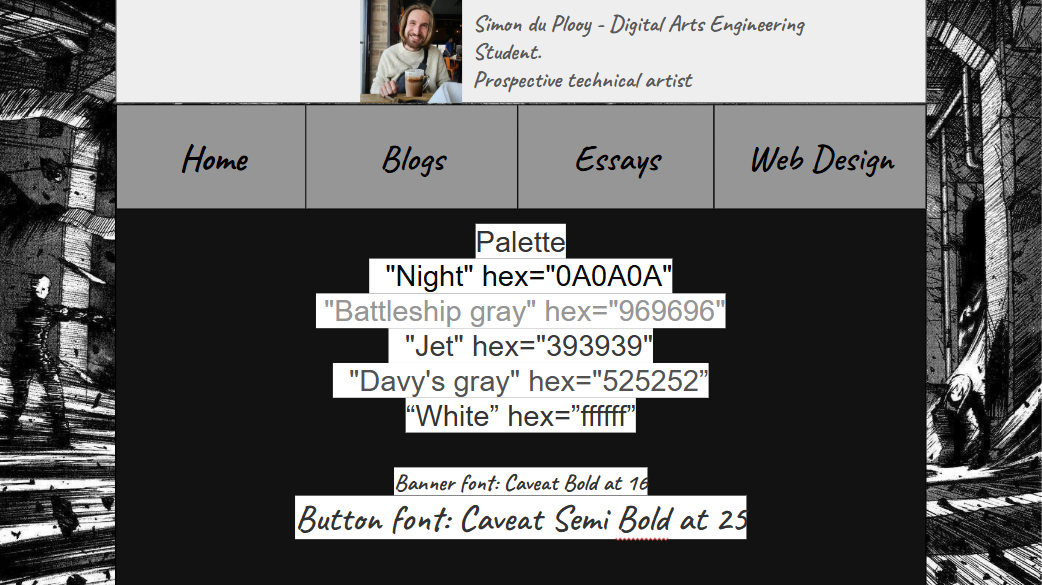 Simon du Plooy - Digital Arts Engineering
Student.
Prospective technical artist
Home Blogs Essays Web Design
Palette
"Night" hex="0A0A0A"
"Battleship gray" hex="969696"
"Jet" hex="393939"
"Davy's gray" hex="525252”
“White” hex=”ffffff”
Banner font: Caveat Bold at 16
Button font: Caveat Semi Bold at 25